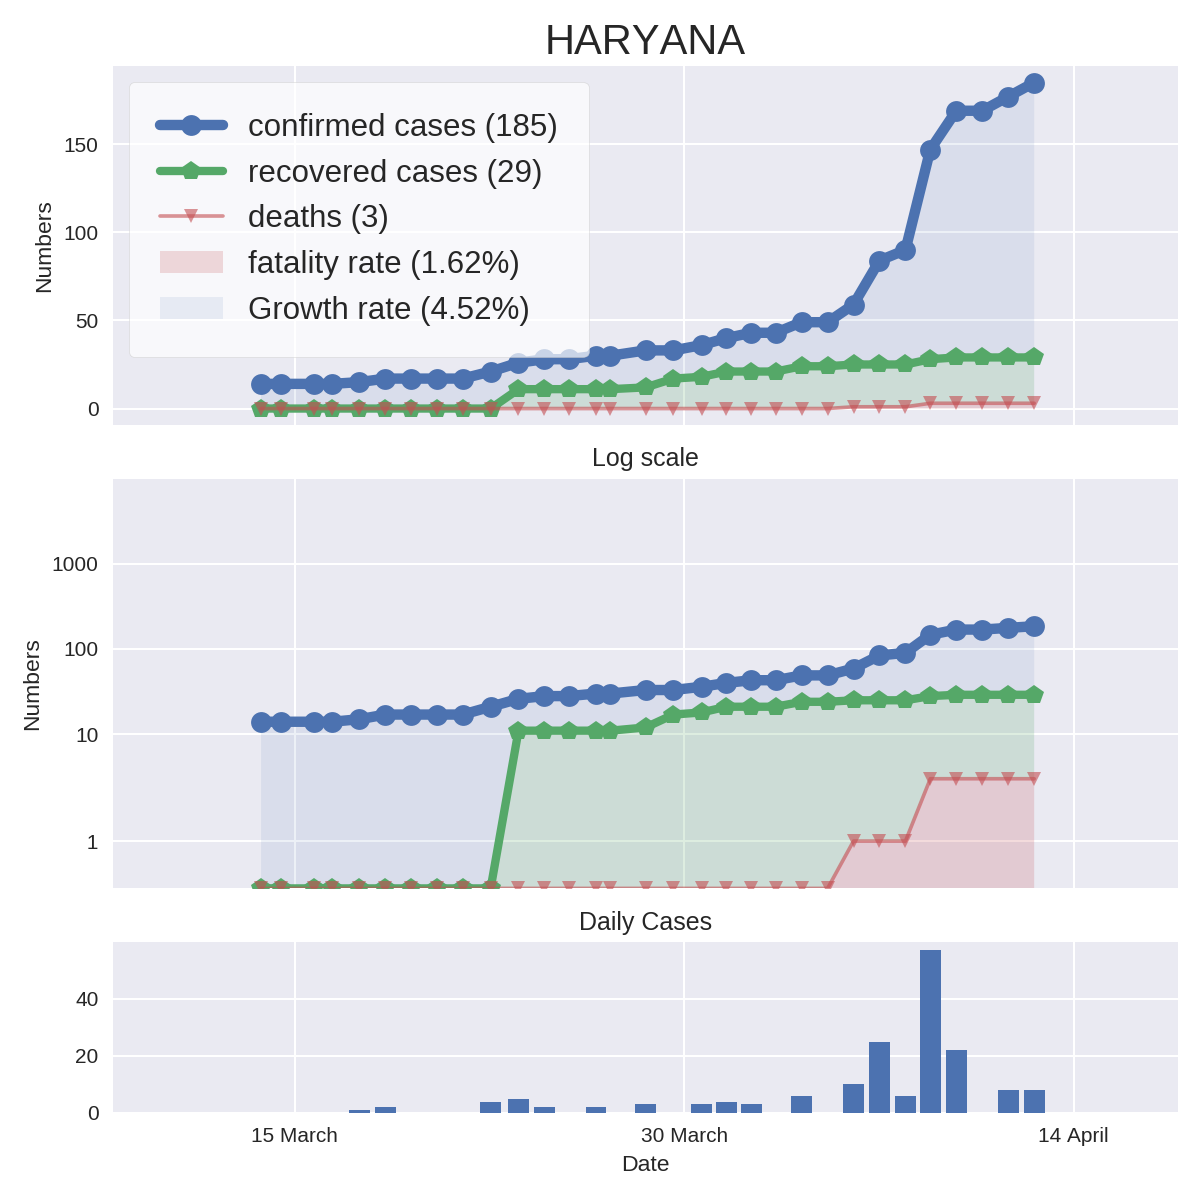 HARYANA
confirmed cases (185)
recovered cases (29)
deaths (3)
fatality rate (1.62%)
Growth rate (4.52%)
150
100
50
0
Numbers
Log scale
1000
100
10
1
Numbers
Daily Cases
40
20
0
15 March 30 March 14 April
Date